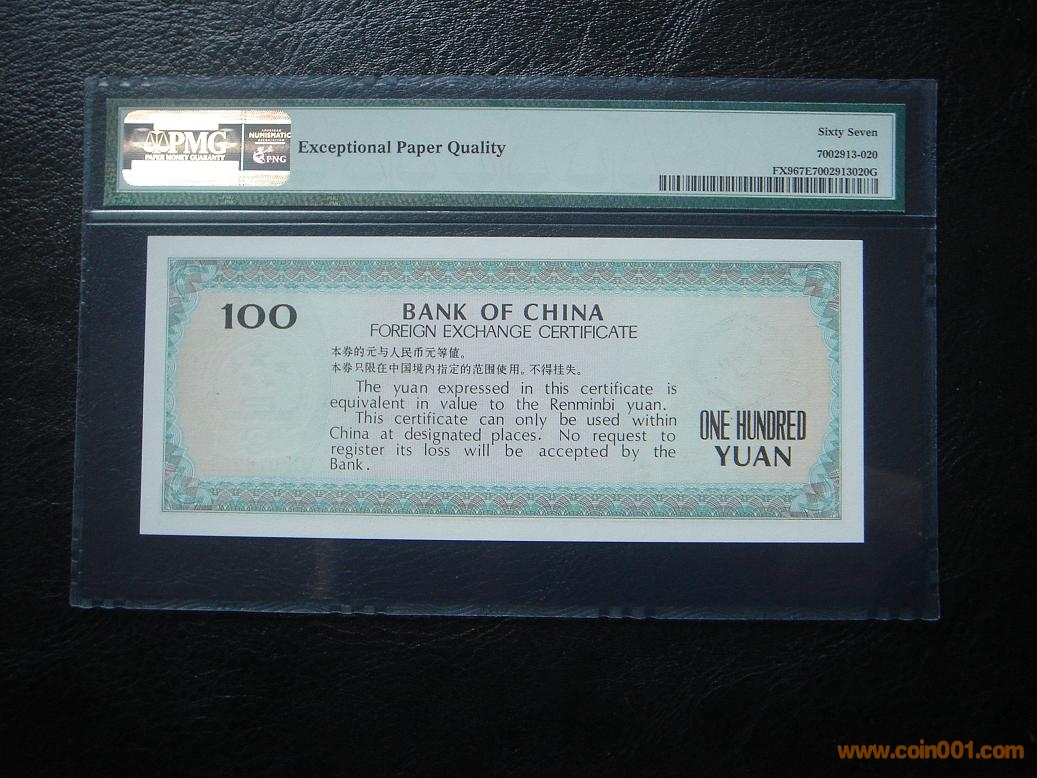 PMG
PAPER MONEY GUARANTY
AMERICAN
NUMISMATIC
ASSOCIATION
PNG
Exceptional Paper Quality
Sixty Seven
7002913-020
FX967E7002913020G
100
BANK OF CHINA
FOREIGN EXCHANGE CERTIFICATE
本券的元与人民币元等值。
本券只限在中国境内指定的范围使用。不得挂失。
The yuan expressed in this certificate is
equivalent in value to the Renminbi yuan.
This certificate can only be used within
China at designated places. No request to
register its loss will be accepted by the
Bank.
ONE HUNDRED
YUAN
www.coin001.com